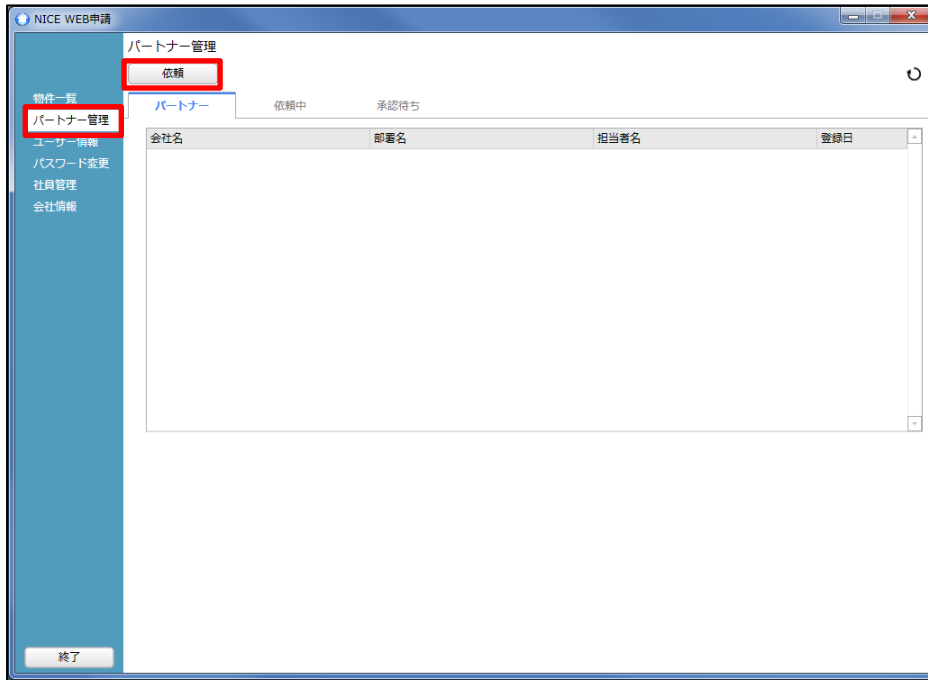 NICE WEB申請
パートナー管理
依頼
物件一覧
パートナー管理
ユーザー情報
パスワード変更
社員管理
会社情報
パートナー 依頼中 承認待ち
会社名 部署名 担当者名 登録日
終了